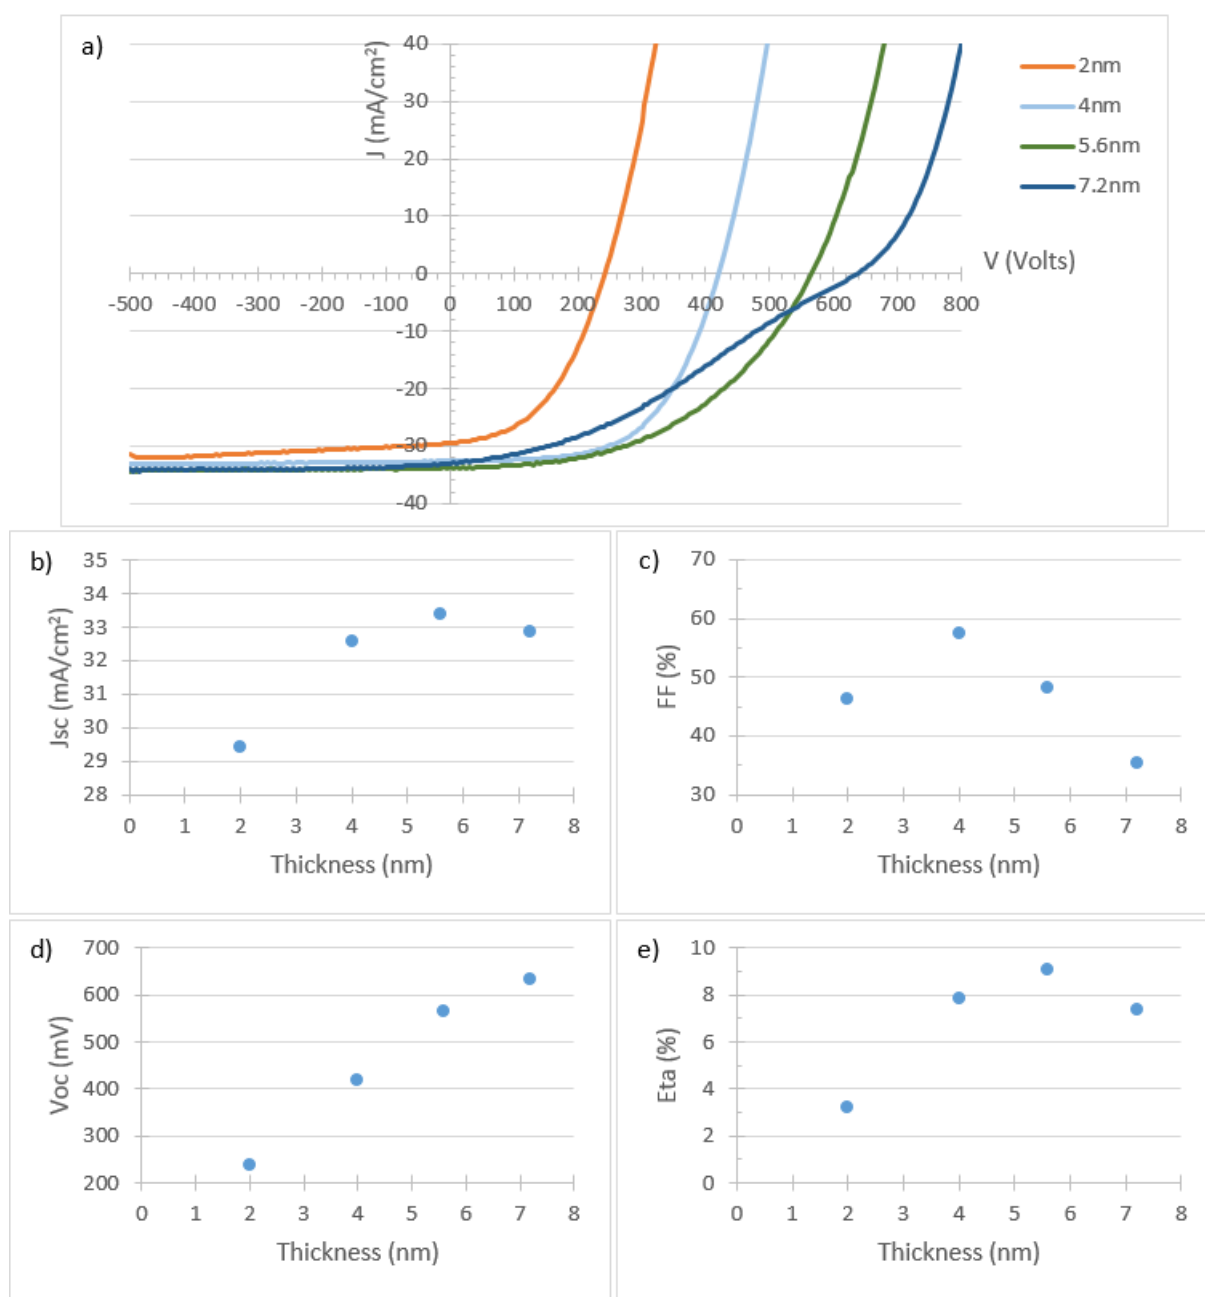 a)
J (mA/cm²)
40
30
20
10
0
-10
-20
-30
-40
-500 -400 -300 -200 -100 0 100 200 300 400 500 600 700 800
V (Volts)
2nm
4nm
5.6nm
7.2nm
b)
Jsc (mA/cm²)
35
34
33
32
31
30
29
28
0 1 2 3 4 5 6 7 8
Thickness (nm)
c)
FF (%)
70
60
50
40
30
0 1 2 3 4 5 6 7 8
Thickness (nm)
d)
Voc (mV)
700
600
500
400
300
200
0 1 2 3 4 5 6 7 8
Thickness (nm)
e)
Eta (%)
10
8
6
4
2
0
0 1 2 3 4 5 6 7 8
Thickness (nm)